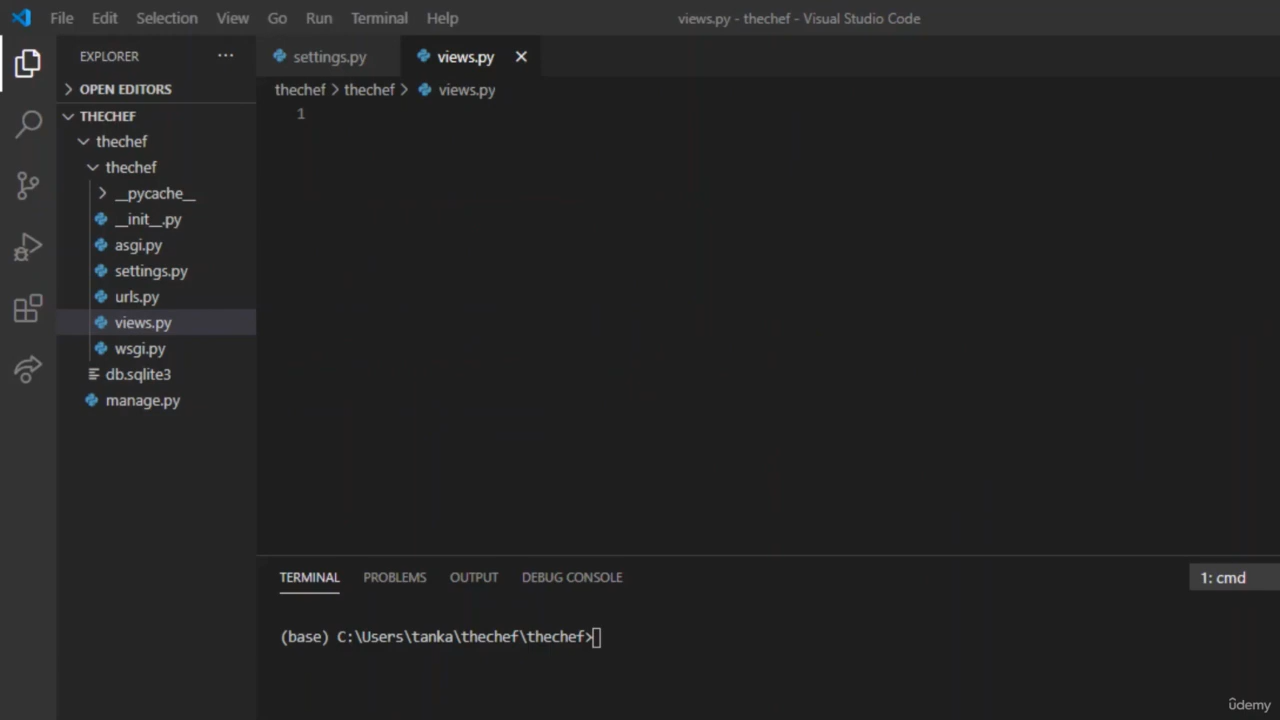 File Edit Selection View Go Run Terminal Help views.py - thechef - Visual Studio Code
EXPLORER ···
OPEN EDITORS
THECHEF
thechef
thechef
__pycache__
__init__.py
asgi.py
settings.py
urls.py
views.py
wsgi.py
db.sqlite3
manage.py
settings.py views.py
thechef > thechef > views.py
1
TERMINAL PROBLEMS OUTPUT DEBUG CONSOLE 1: cmd
(base) C:\Users\tanka\thechef\thechef>
ûdemy